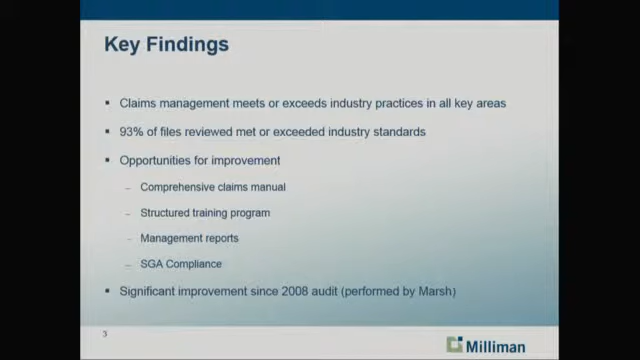 Key Findings
▪ Claims management meets or exceeds industry practices in all key areas
▪ 93% of files reviewed met or exceeded industry standards
▪ Opportunities for improvement
– Comprehensive claims manual
– Structured training program
– Management reports
– SGA Compliance
▪ Significant improvement since 2008 audit (performed by Marsh)
3
Milliman